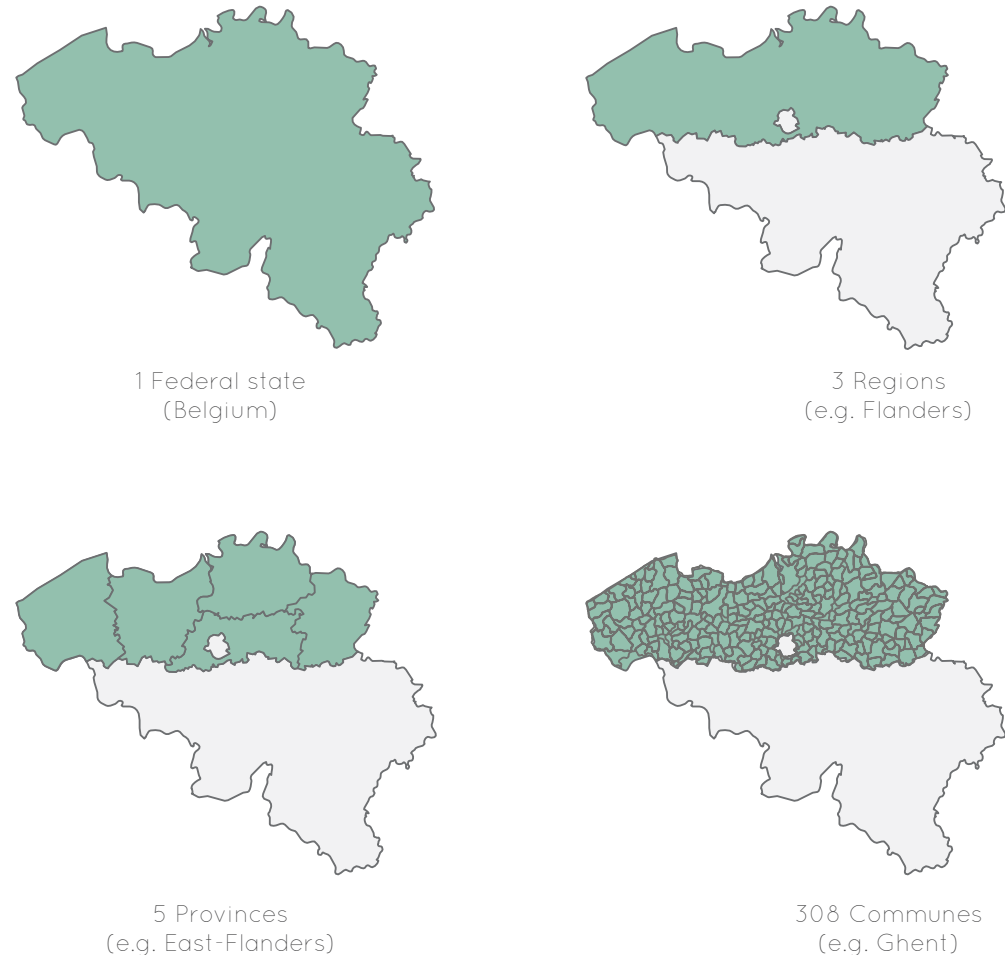 1 Federal state
(Belgium)
3 Regions
(e.g. Flanders)
5 Provinces
(e.g. East-Flanders)
308 Communes
(e.g. Ghent)